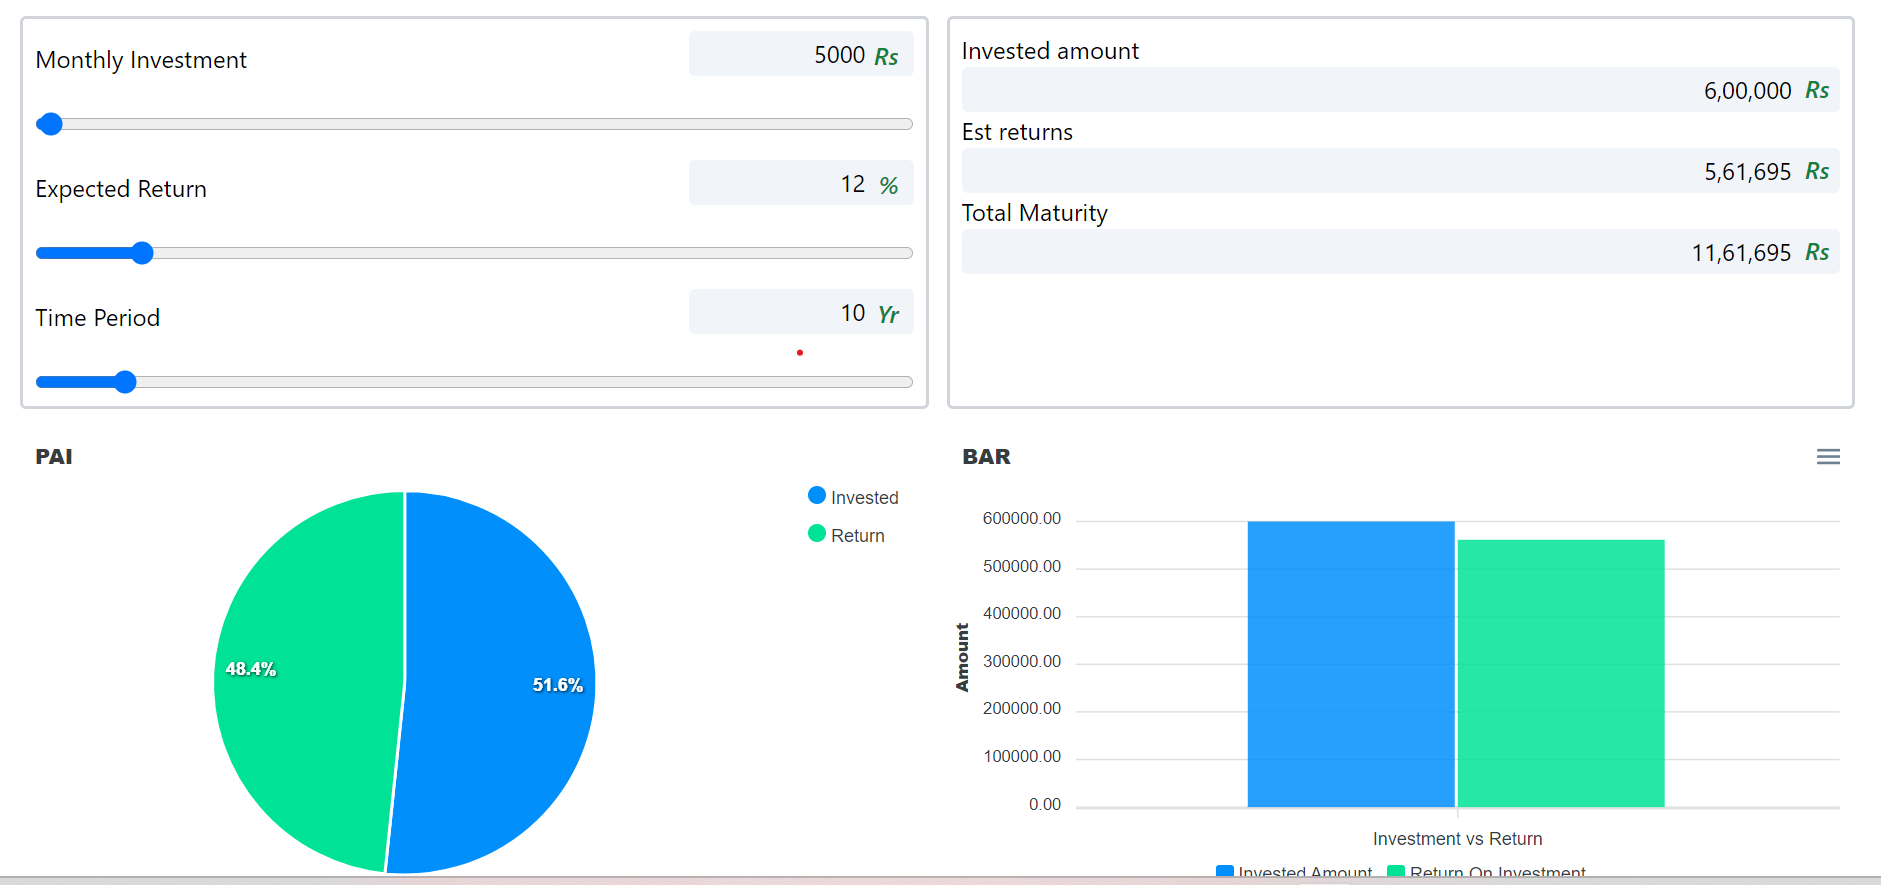 Monthly Investment
5000 Rs
Expected Return
12 %
Time Period
10 Yr
Invested amount
6,00,000 Rs
Est returns
5,61,695 Rs
Total Maturity
11,61,695 Rs
PAI
Invested
Return
48.4%
51.6%
BAR
600000.00
500000.00
400000.00
300000.00
200000.00
100000.00
0.00
Amount
Investment vs Return
Invested Amount Return On Investment